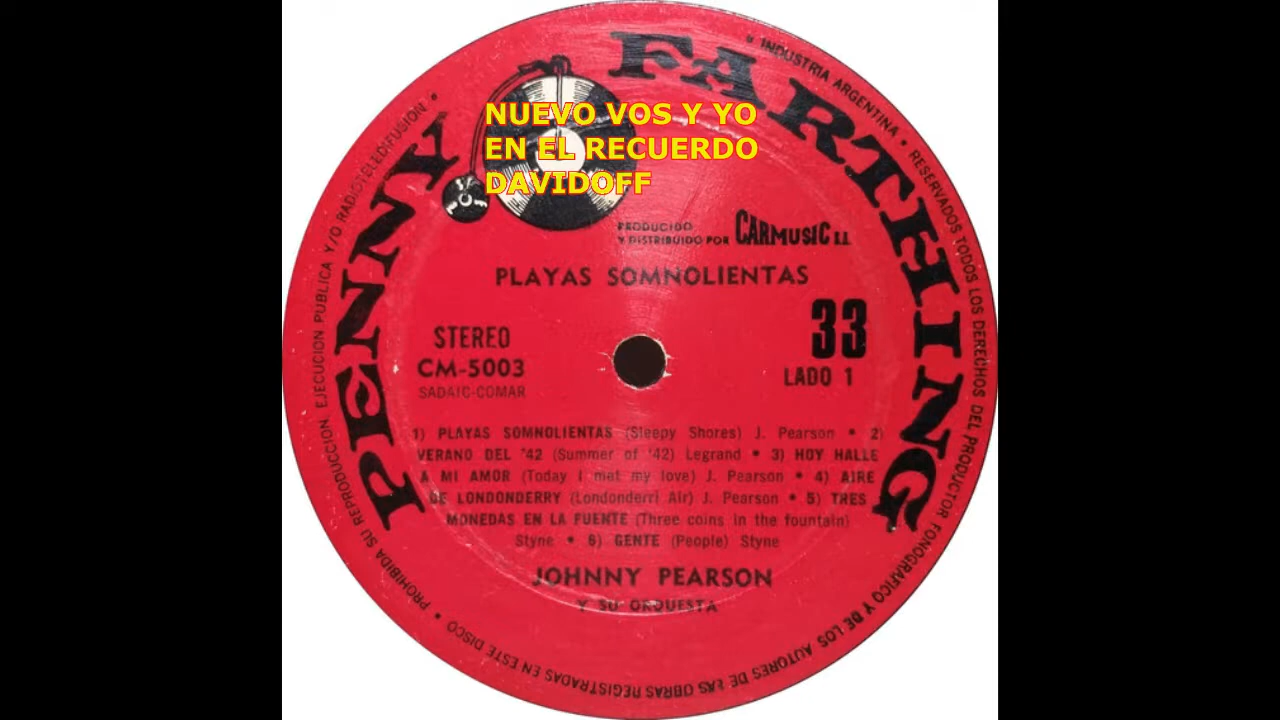 PENNY FARTHING
NUEVO VOS Y YO
EN EL RECUERDO
DAVIDOFF
PRODUCIDO
Y DISTRIBUIDO POR CARMUSIC
PLAYAS SOMNOLIENTAS
STEREO
CM-5003
SADAIC-COMAR
33
LADO 1
1) PLAYAS SOMNOLIENTAS (Sleepy Shores) J. Pearson • 2)
VERANO DEL '42 (Summer of '42) Legrand • 3) HOY HALLE
A MI AMOR (Today I met my love) J. Pearson • 4) AIRE
DE LONDONDERRY (Londonderri Air) J. Pearson • 5) TRES
MONEDAS EN LA FUENTE (Three coins in the fountain)
Styne • 6) GENTE (People) Styne
JOHNNY PEARSON
Y SU ORQUESTA
INDUSTRIA ARGENTINA • RESERVADOS TODOS LOS DERECHOS DEL PRODUCTOR FONOGRAFICO Y DE LOS AUTORES DE LAS OBRAS REGISTRADAS EN ESTE DISCO • PROHIBIDA SU REPRODUCCION EJECUCION PUBLICA Y/O RADIOTELEDIFUSION •